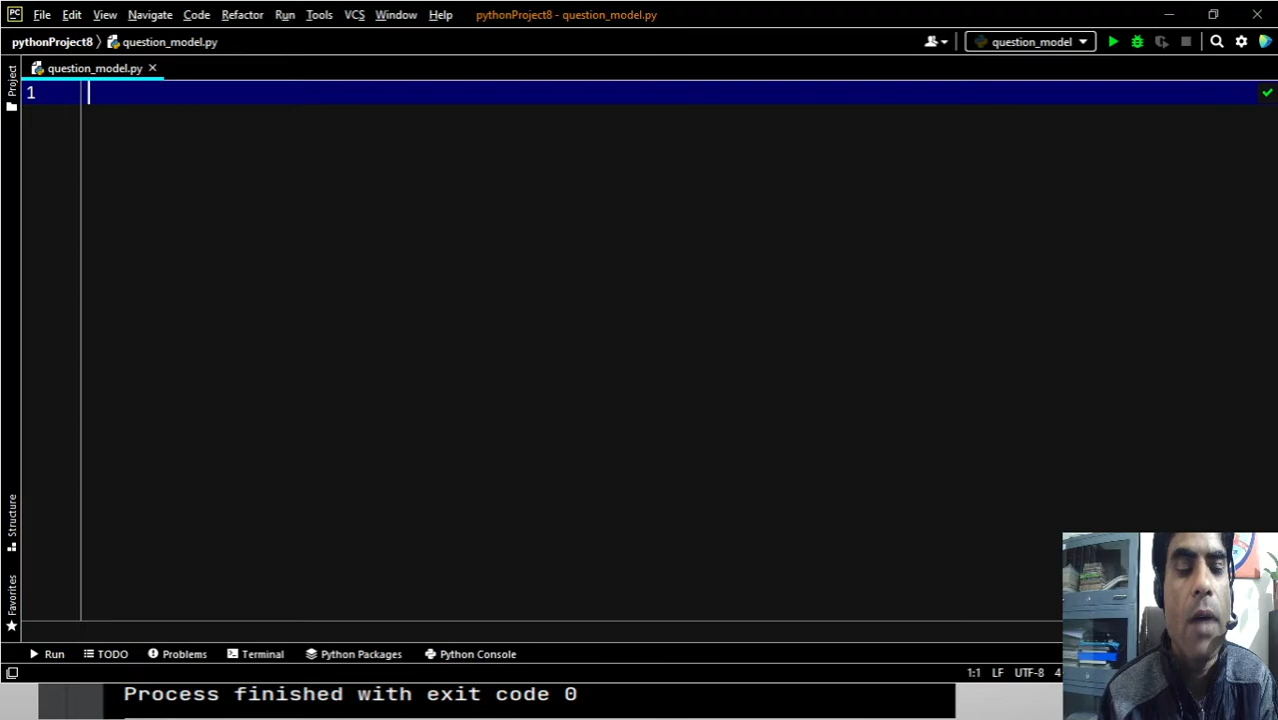 PC File Edit View Navigate Code Refactor Run Tools VCS Window Help pythonProject8 - question_model.py
pythonProject8 question_model.py question_model
question_model.py
1
Project
Structure
Favorites
Run TODO Problems Terminal Python Packages Python Console
1:1 LF UTF-8 4
Process finished with exit code 0